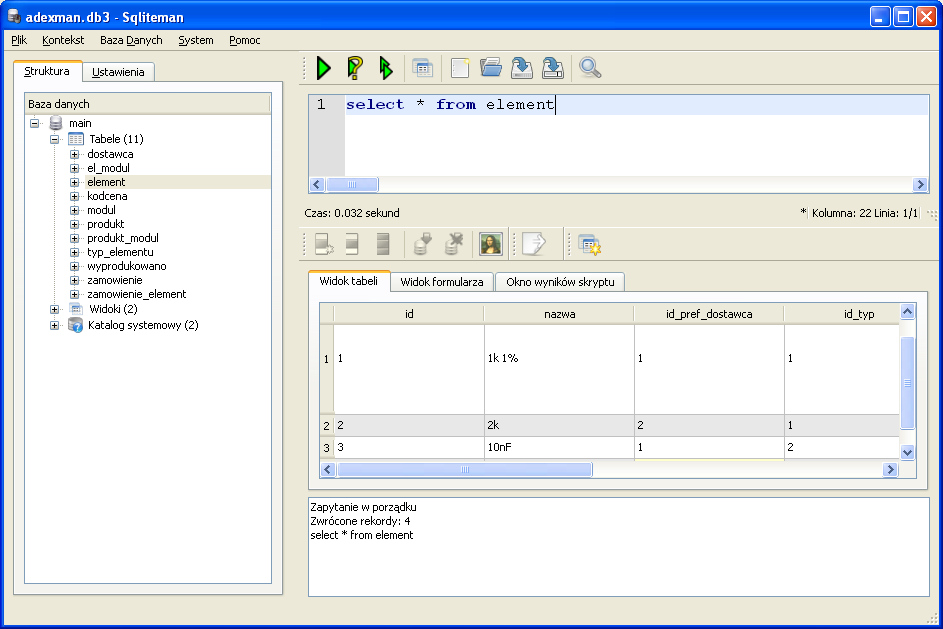 adexman.db3 - Sqliteman
Plik Kontekst Baza Danych System Pomoc
Struktura Ustawienia
Baza danych
main
Tabele (11)
dostawca
el_modul
element
kodcena
modul
produkt
produkt_modul
typ_elementu
wyprodukowano
zamowienie
zamowienie_element
Widoki (2)
Katalog systemowy (2)
1 select * from element
Czas: 0.032 sekund * Kolumna: 22 Linia: 1/1
Widok tabeli Widok formularza Okno wyników skryptu
id nazwa id_pref_dostawca id_typ
1 1 1k 1% 1 1
2 2 2k 2 1
3 3 10nF 1 2
Zapytanie w porządku
Zwrócone rekordy: 4
select * from element